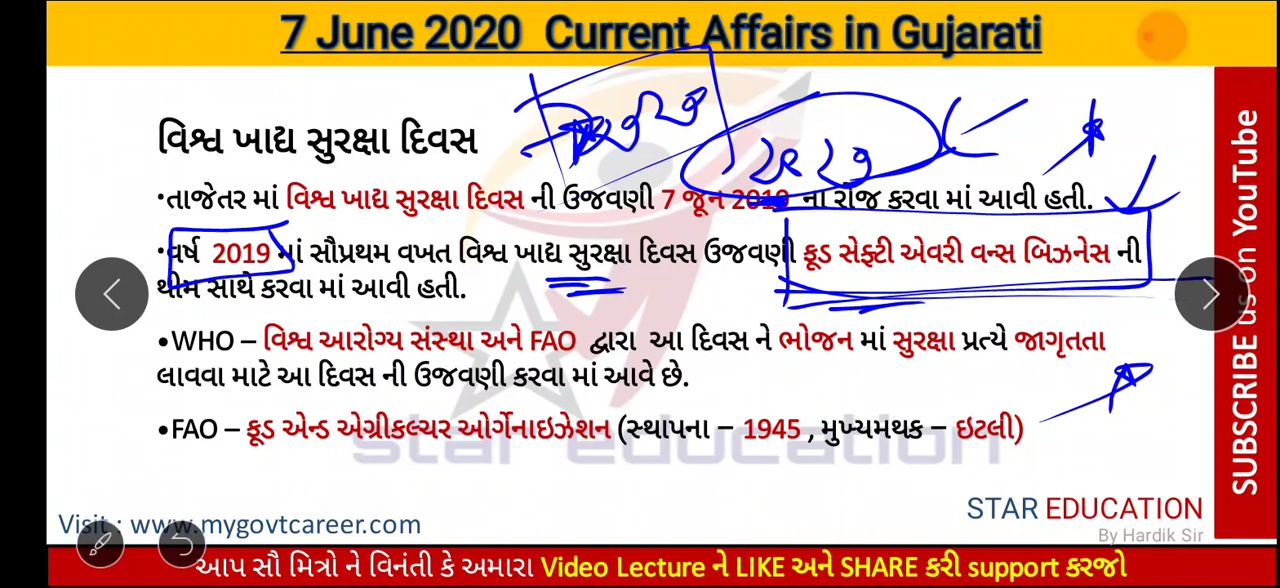 7 June 2020 Current Affairs in Gujarati
વિશ્વ ખાદ્ય સુરક્ષા દિવસ
•તાજેતર માં વિશ્વ ખાદ્ય સુરક્ષા દિવસ ની ઉજવણી 7 જૂન 2019 ના રોજ કરવા માં આવી હતી.
•વર્ષ 2019 માં સૌપ્રથમ વખત વિશ્વ ખાદ્ય સુરક્ષા દિવસ ઉજવણી ફૂડ સેફ્ટી એવરી વન્સ બિઝનેસ ની
થીમ સાથે કરવા માં આવી હતી.
•WHO – વિશ્વ આરોગ્ય સંસ્થા અને FAO દ્વારા આ દિવસ ને ભોજન માં સુરક્ષા પ્રત્યે જાગૃતતા
લાવવા માટે આ દિવસ ની ઉજવણી કરવા માં આવે છે.
•FAO – ફૂડ એન્ડ એગ્રીકલ્ચર ઓર્ગેનાઇઝેશન (સ્થાપના – 1945 , મુખ્યમથક – ઇટલી)
star education
STAR EDUCATION
By Hardik Sir
Visit : www.mygovtcareer.com
આપ સૌ મિત્રો ને વિનંતી કે અમારા Video Lecture ને LIKE અને SHARE કરી support કરજો
SUBSCRIBE us on YouTube